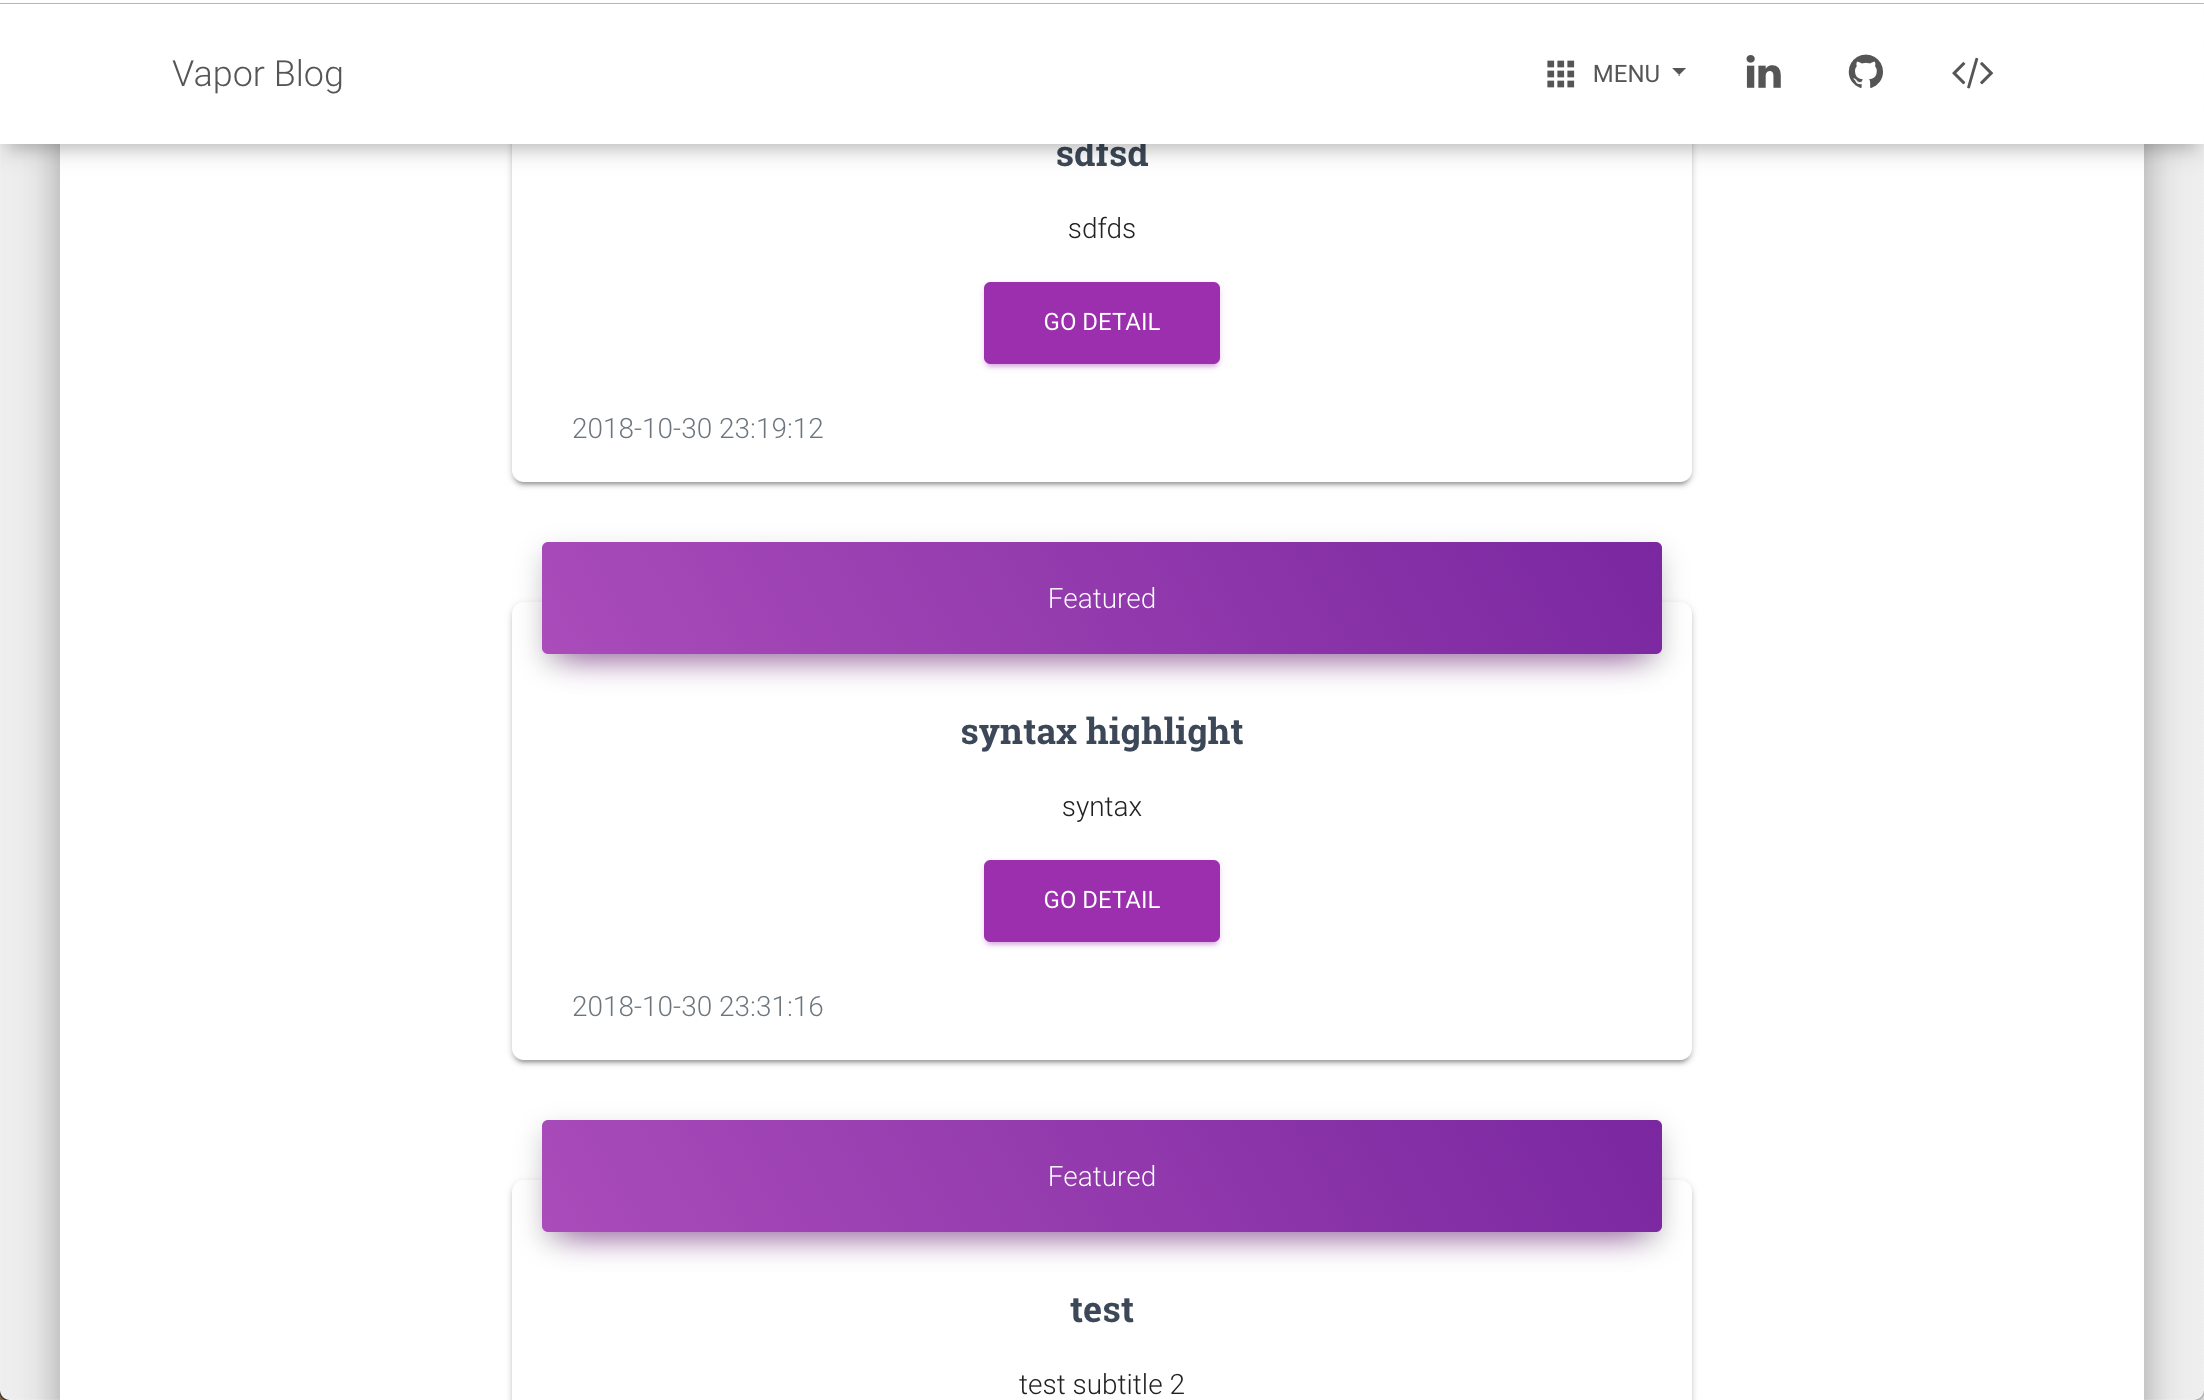 Vapor Blog
MENU
sdfsd
sdfds
GO DETAIL
2018-10-30 23:19:12
Featured
syntax highlight
syntax
GO DETAIL
2018-10-30 23:31:16
Featured
test
test subtitle 2